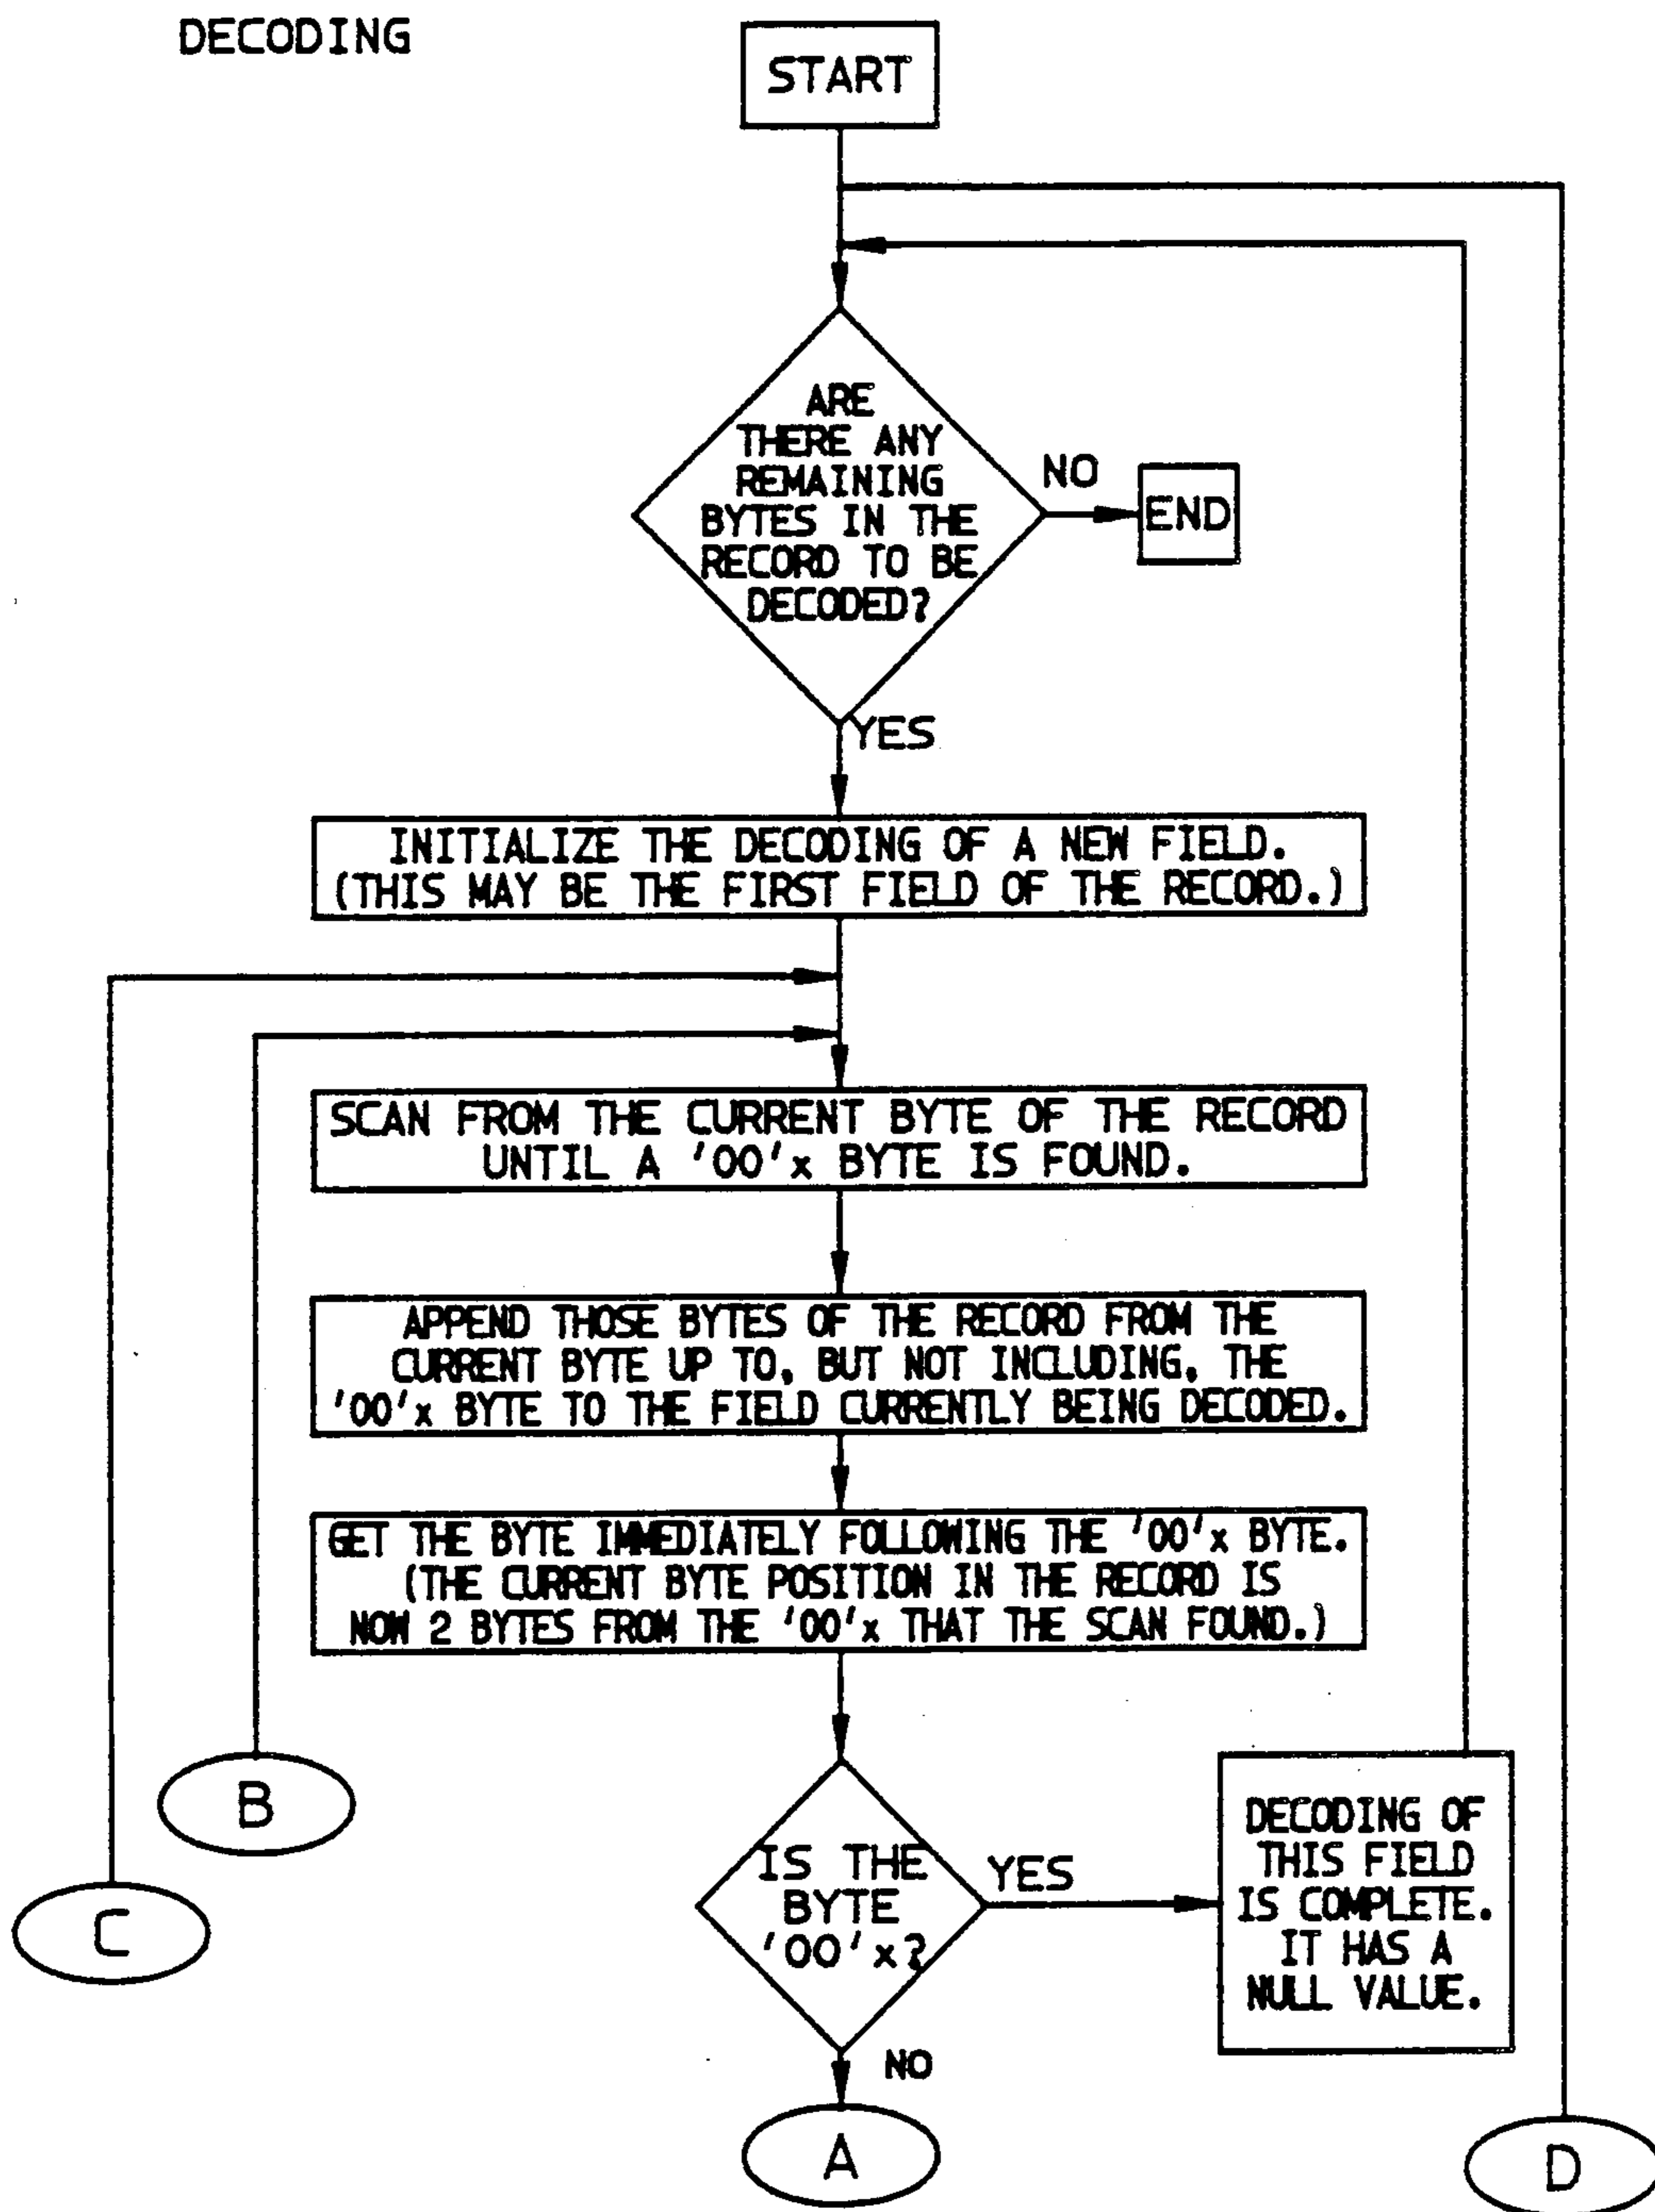 DECODING
START
ARE
THERE ANY
REMAINING
BYTES IN THE
RECORD TO BE
DECODED?
NO
END
YES
INITIALIZE THE DECODING OF A NEW FIELD.
(THIS MAY BE THE FIRST FIELD OF THE RECORD.)
SCAN FROM THE CURRENT BYTE OF THE RECORD
UNTIL A '00'x BYTE IS FOUND.
APPEND THOSE BYTES OF THE RECORD FROM THE
CURRENT BYTE UP TO, BUT NOT INCLUDING, THE
'00'x BYTE TO THE FIELD CURRENTLY BEING DECODED.
GET THE BYTE IMMEDIATELY FOLLOWING THE '00'x BYTE.
(THE CURRENT BYTE POSITION IN THE RECORD IS
NOW 2 BYTES FROM THE '00'x THAT THE SCAN FOUND.)
B
C
IS THE
BYTE
'00'x?
YES
DECODING OF
THIS FIELD
IS COMPLETE.
IT HAS A
NULL VALUE.
NO
A
D